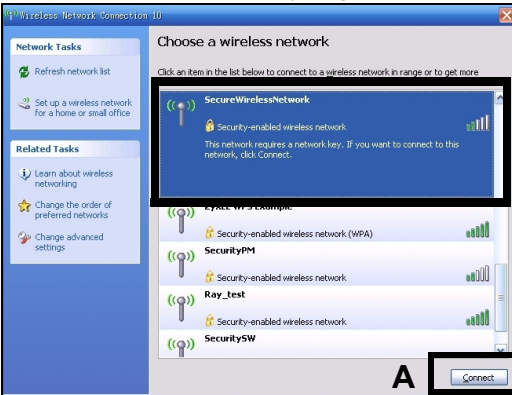 Wireless Network Connection 10
Network Tasks
Refresh network list
Set up a wireless network
for a home or small office
Related Tasks
Learn about wireless
networking
Change the order of
preferred networks
Change advanced
settings
Choose a wireless network
Click an item in the list below to connect to a wireless network in range or to get more
SecureWirelessNetwork
Security-enabled wireless network
This network requires a network key. If you want to connect to this
network, click Connect.
ZyXEL WPS Example
Security-enabled wireless network (WPA)
SecurityPM
Security-enabled wireless network
Ray_test
Security-enabled wireless network
SecuritySW
A
Connect